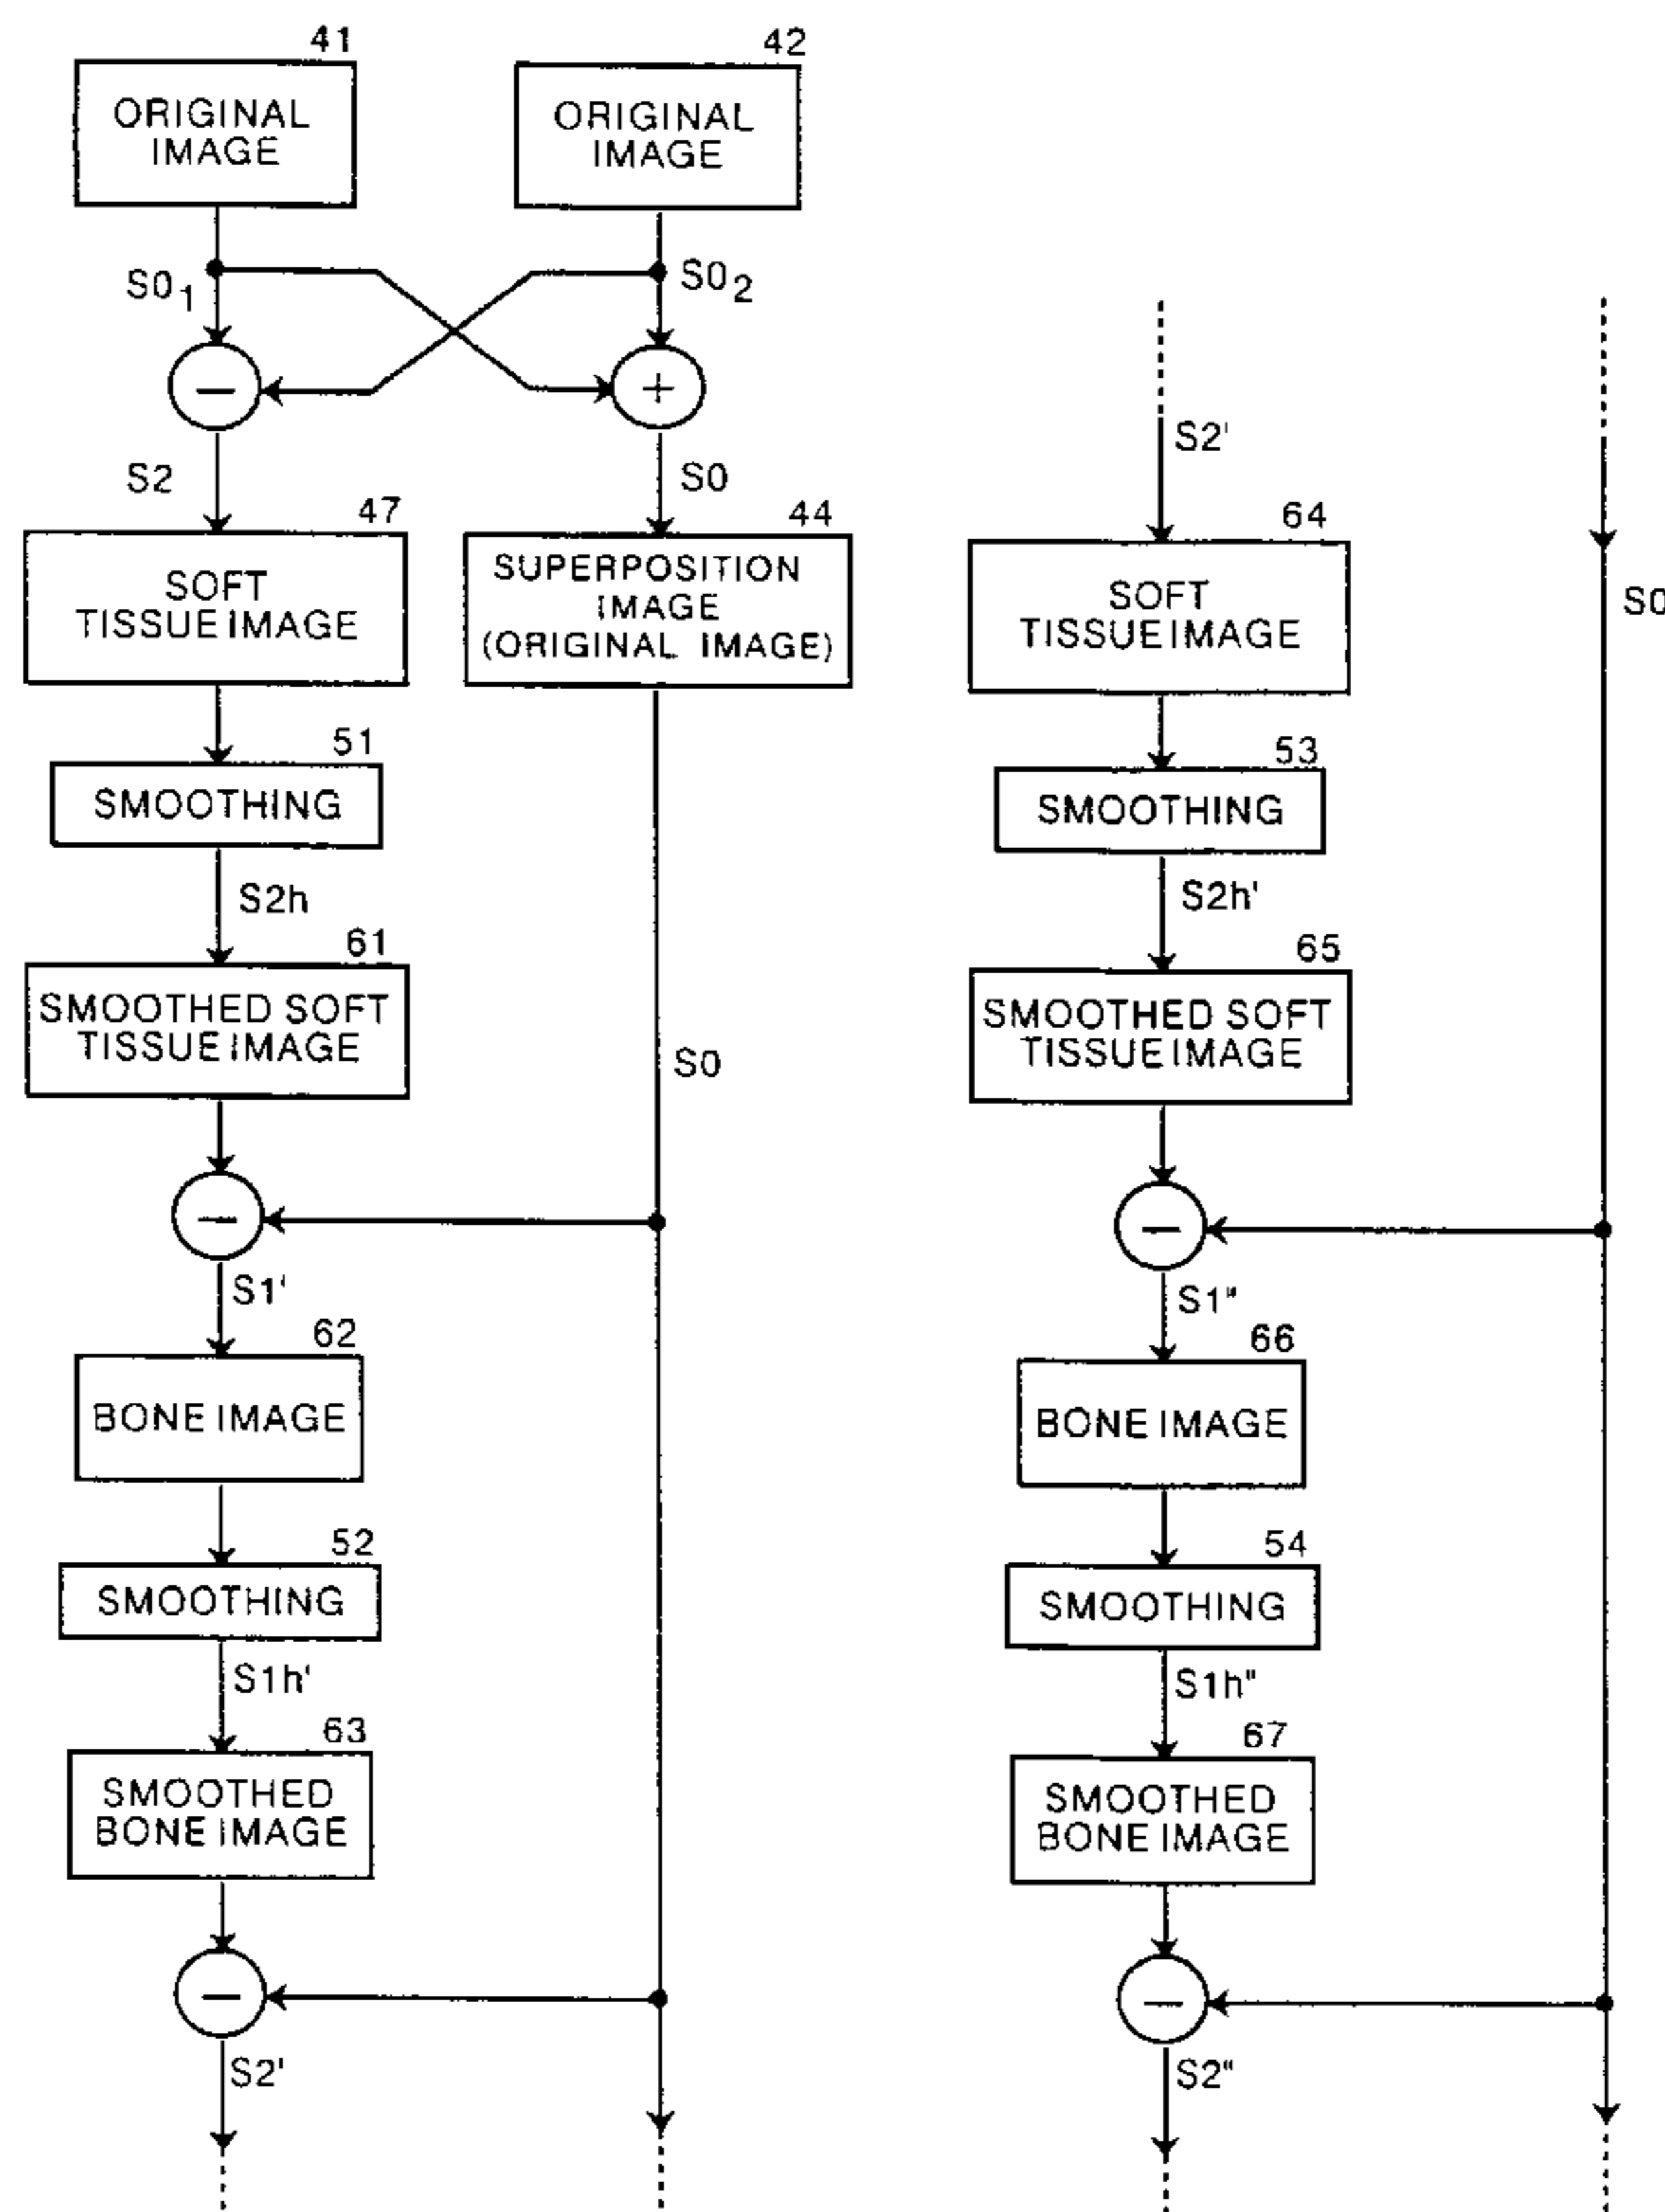 41
ORIGINAL
IMAGE
42
ORIGINAL
IMAGE
S0₁
S0₂
−
+
S2
S0
47
SOFT
TISSUE IMAGE
44
SUPERPOSITION
IMAGE
(ORIGINAL IMAGE)
51
SMOOTHING
S2h
61
SMOOTHED SOFT
TISSUE IMAGE
S0
−
S1'
62
BONE IMAGE
52
SMOOTHING
S1h'
63
SMOOTHED
BONE IMAGE
−
S2'
S2'
S0
64
SOFT
TISSUE IMAGE
53
SMOOTHING
S2h'
65
SMOOTHED SOFT
TISSUE IMAGE
−
S1"
66
BONE IMAGE
54
SMOOTHING
S1h"
67
SMOOTHED
BONE IMAGE
−
S2"